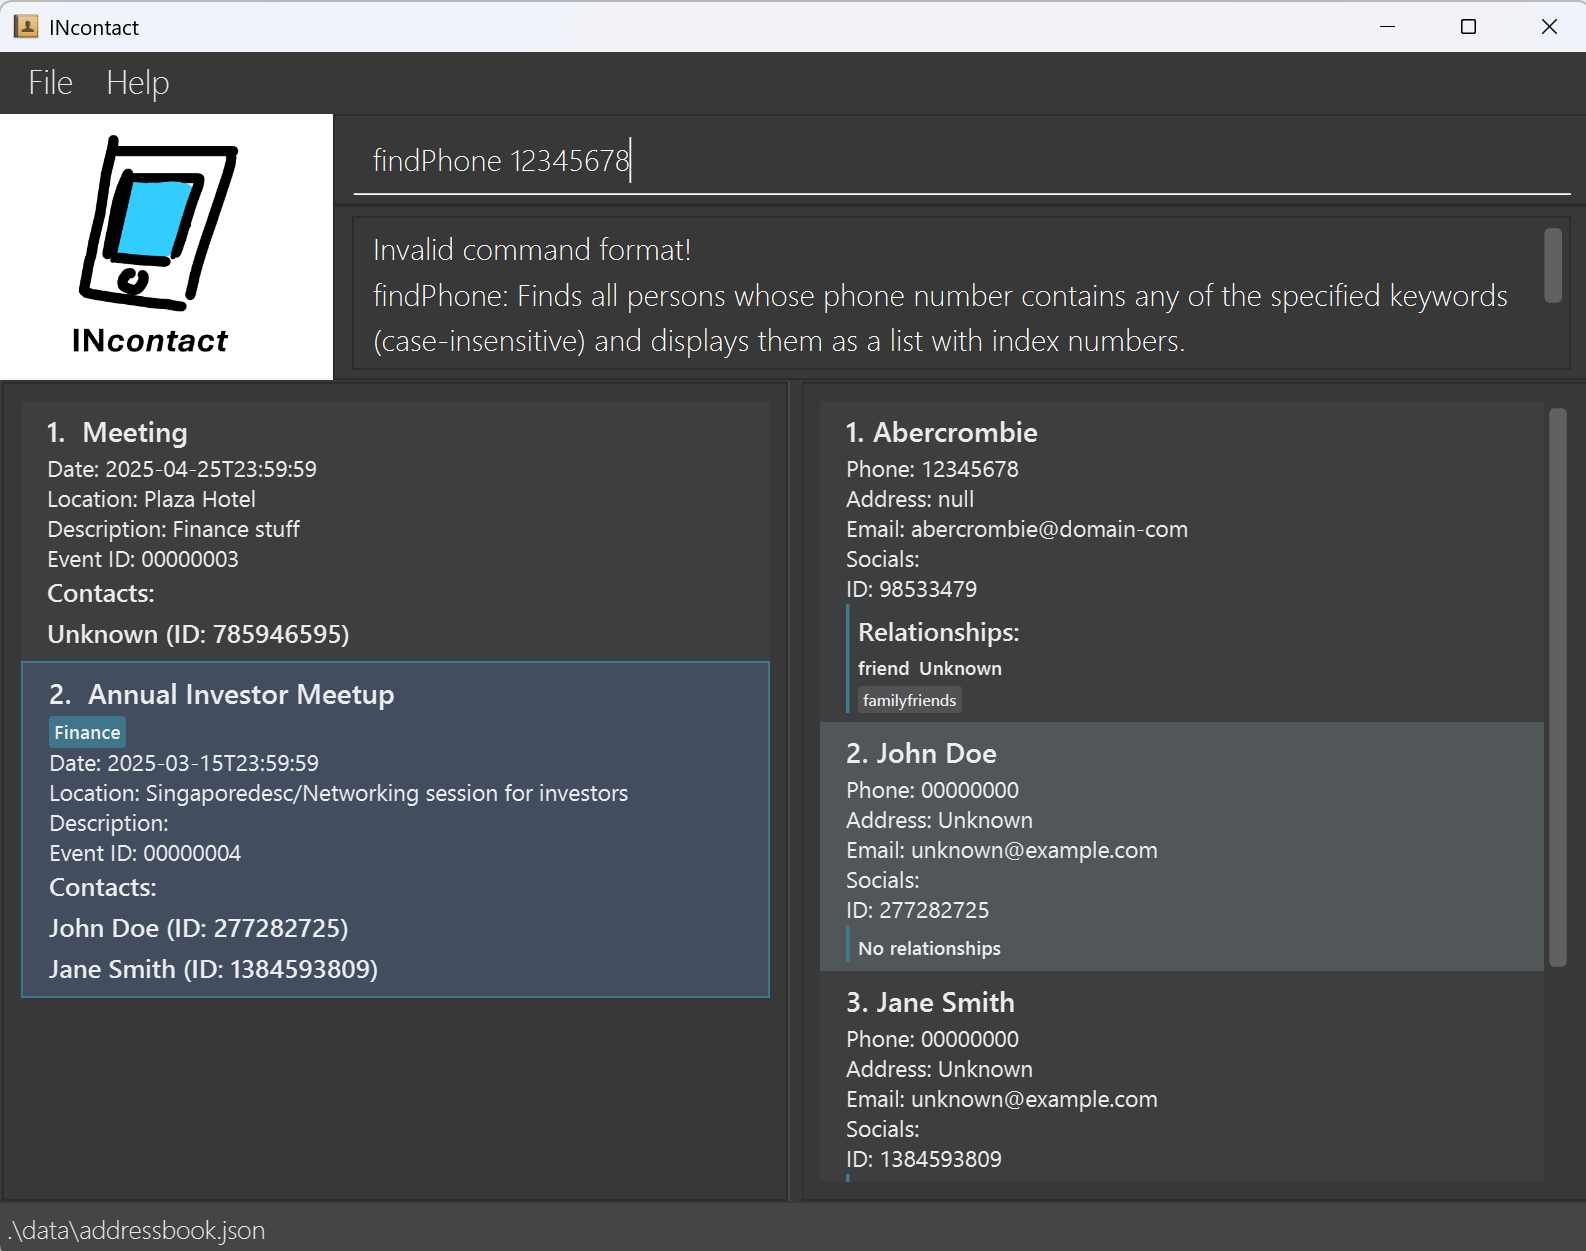 INcontact
File Help
INcontact
findPhone 12345678
Invalid command format!
findPhone: Finds all persons whose phone number contains any of the specified keywords
(case-insensitive) and displays them as a list with index numbers.
1. Meeting
Date: 2025-04-25T23:59:59
Location: Plaza Hotel
Description: Finance stuff
Event ID: 00000003
Contacts:
Unknown (ID: 785946595)
2. Annual Investor Meetup
Finance
Date: 2025-03-15T23:59:59
Location: Singaporedesc/Networking session for investors
Description:
Event ID: 00000004
Contacts:
John Doe (ID: 277282725)
Jane Smith (ID: 1384593809)
1. Abercrombie
Phone: 12345678
Address: null
Email: abercrombie@domain-com
Socials:
ID: 98533479
Relationships:
friend Unknown
familyfriends
2. John Doe
Phone: 00000000
Address: Unknown
Email: unknown@example.com
Socials:
ID: 277282725
No relationships
3. Jane Smith
Phone: 00000000
Address: Unknown
Email: unknown@example.com
Socials:
ID: 1384593809
.\data\addressbook.json